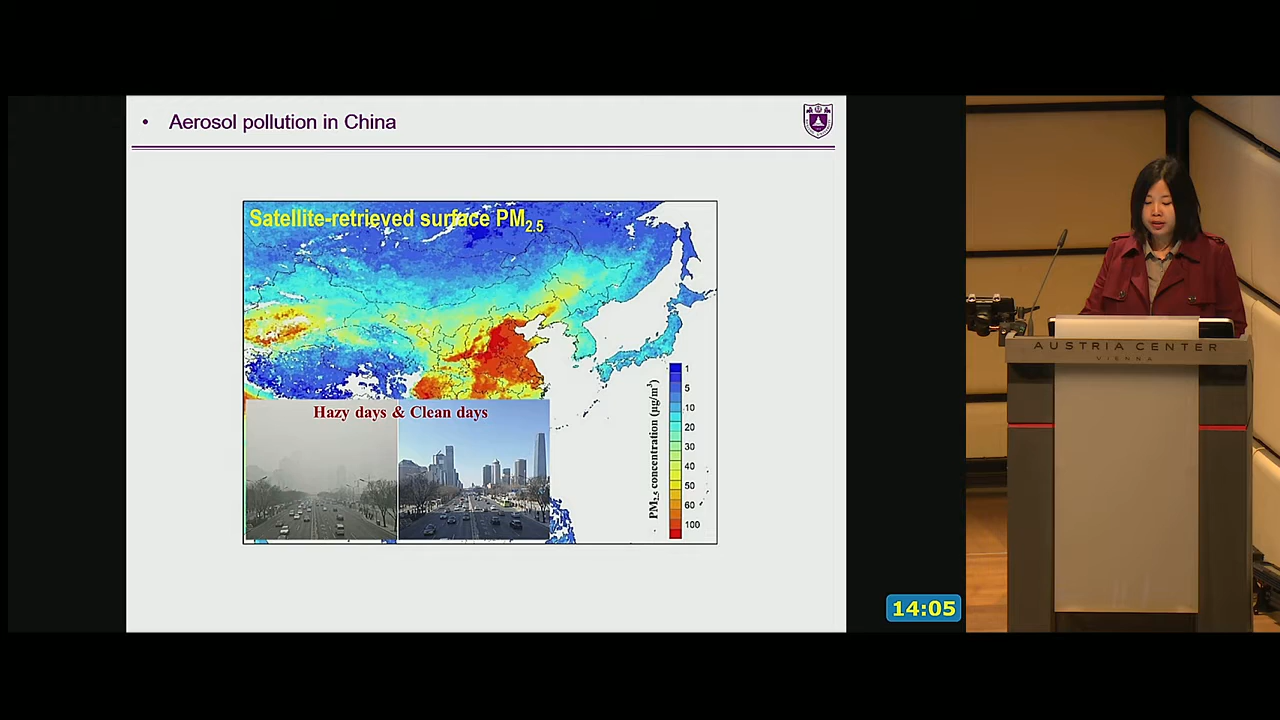 • Aerosol pollution in China
Satellite-retrieved surface PM2.5
Hazy days & Clean days
PM2.5 concentration (μg/m³)
1
5
10
20
30
40
50
60
100
14:05
AUSTRIA CENTER
VIENNA